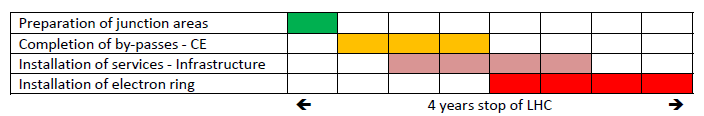 Preparation of junction areas
Completion of by-passes - CE
Installation of services - Infrastructure
Installation of electron ring
← 4 years stop of LHC →